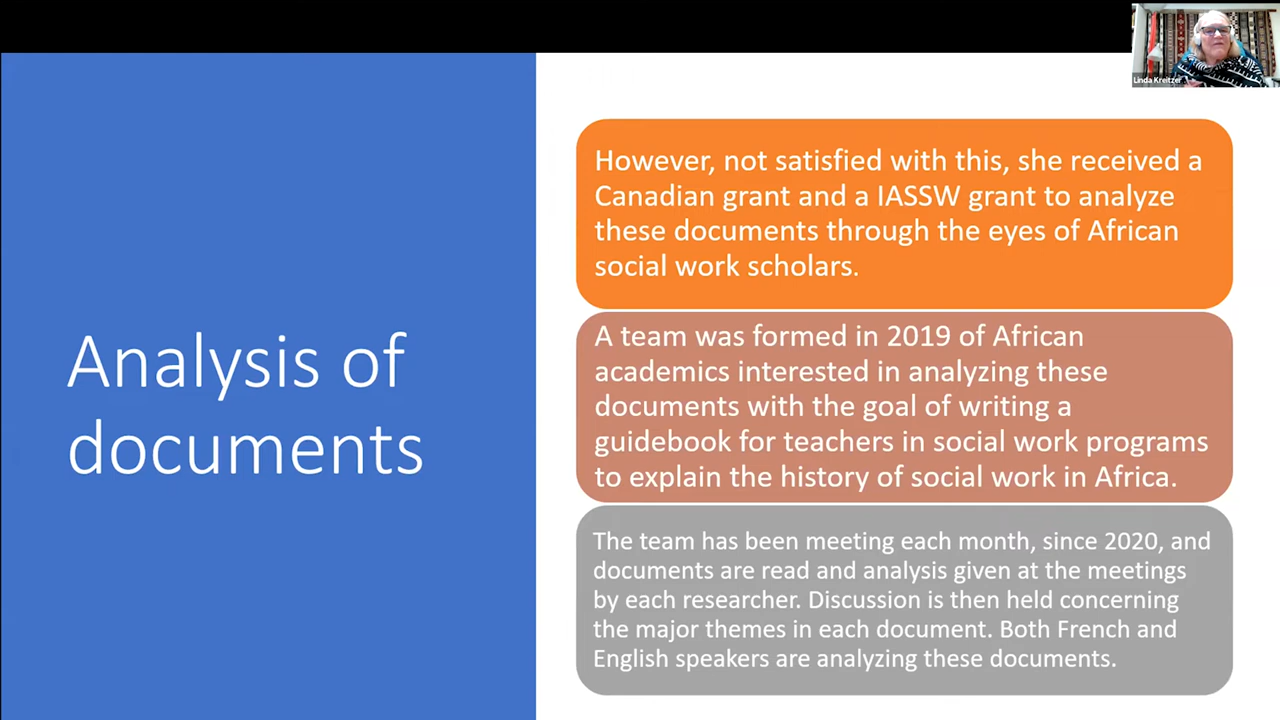 Linda Kreitzer
Analysis of
documents
However, not satisfied with this, she received a
Canadian grant and a IASSW grant to analyze
these documents through the eyes of African
social work scholars.
A team was formed in 2019 of African
academics interested in analyzing these
documents with the goal of writing a
guidebook for teachers in social work programs
to explain the history of social work in Africa.
The team has been meeting each month, since 2020, and
documents are read and analysis given at the meetings
by each researcher. Discussion is then held concerning
the major themes in each document. Both French and
English speakers are analyzing these documents.